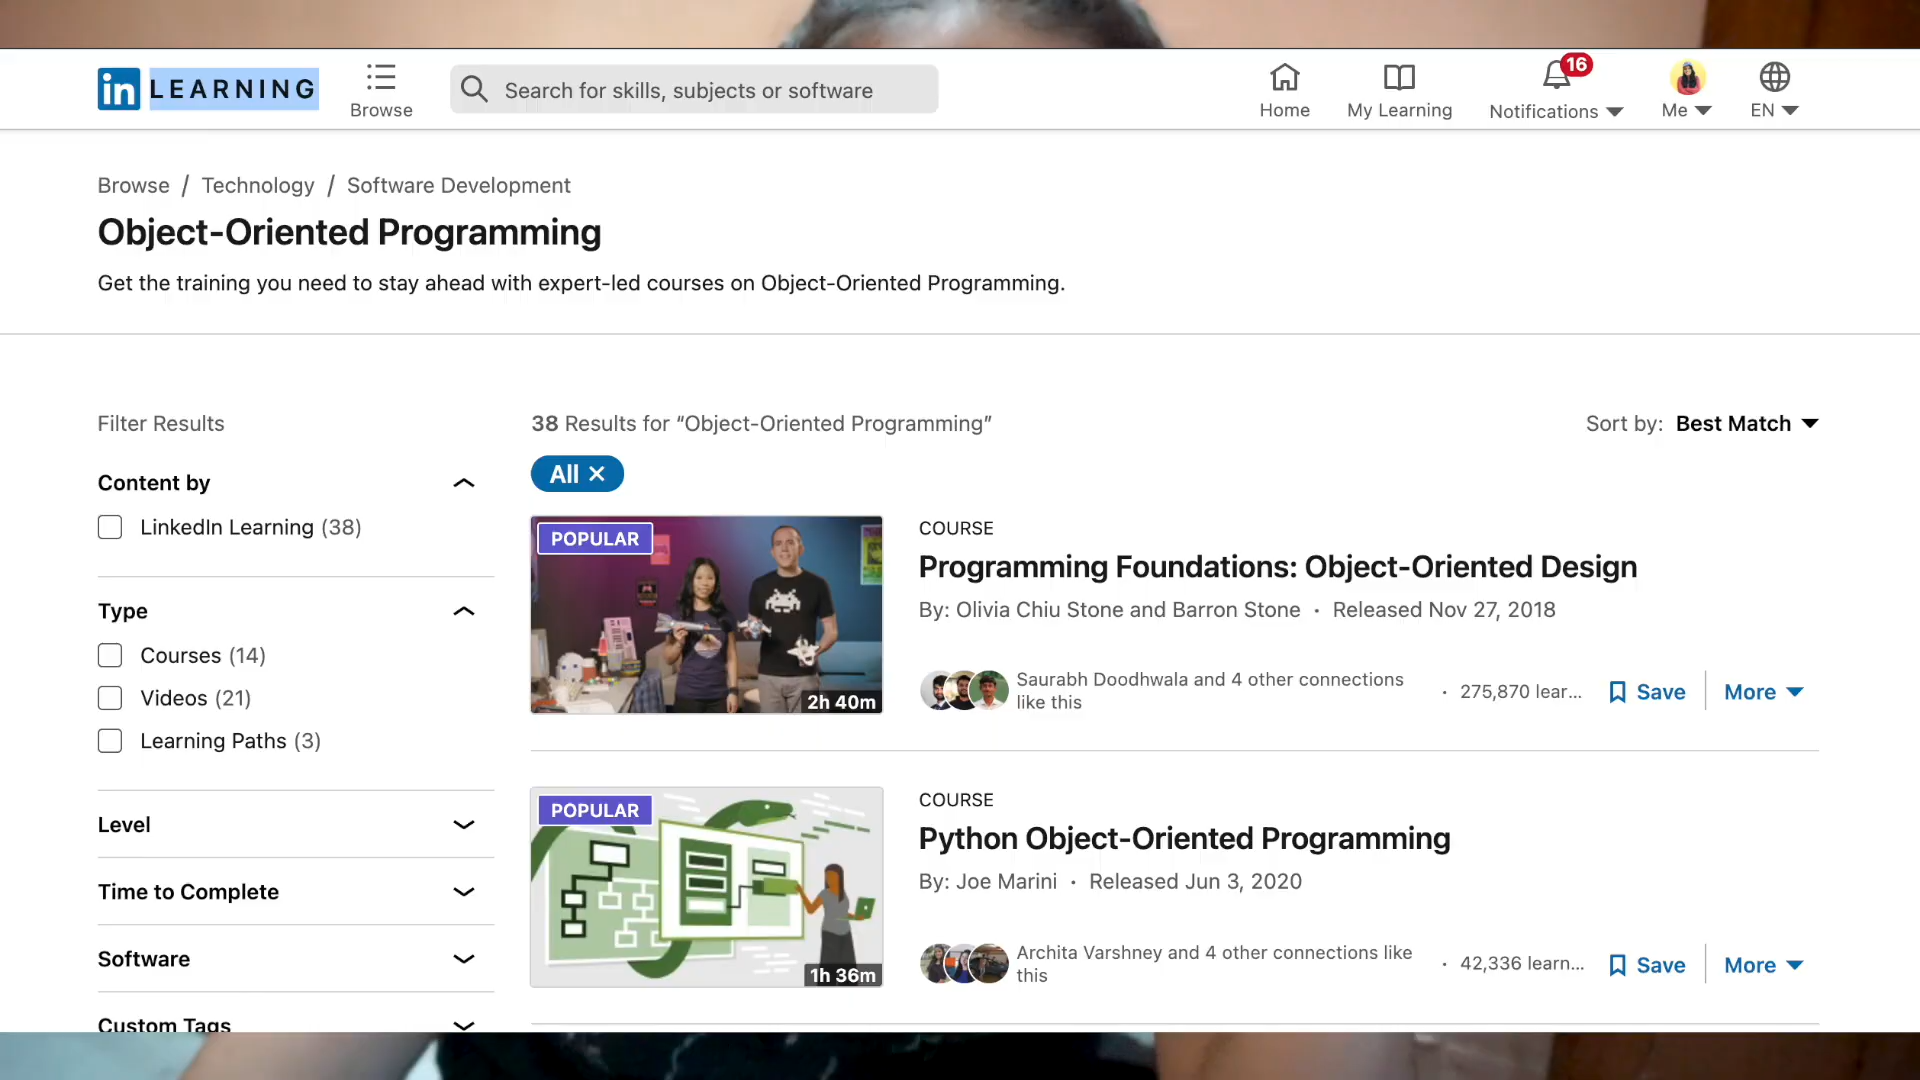 in LEARNING
Browse
Search for skills, subjects or software
Home
My Learning
16
Notifications
Me
EN
Browse / Technology / Software Development
Object-Oriented Programming
Get the training you need to stay ahead with expert-led courses on Object-Oriented Programming.
Filter Results
38 Results for “Object-Oriented Programming”
Sort by: Best Match
All
Content by
LinkedIn Learning (38)
Type
Courses (14)
Videos (21)
Learning Paths (3)
Level
Time to Complete
Software
Custom Tags
POPULAR
2h 40m
COURSE
Programming Foundations: Object-Oriented Design
By: Olivia Chiu Stone and Barron Stone · Released Nov 27, 2018
Saurabh Doodhwala and 4 other connections
like this
· 275,870 lear...
Save
More
POPULAR
1h 36m
COURSE
Python Object-Oriented Programming
By: Joe Marini · Released Jun 3, 2020
Archita Varshney and 4 other connections like
this
· 42,336 learn...
Save
More